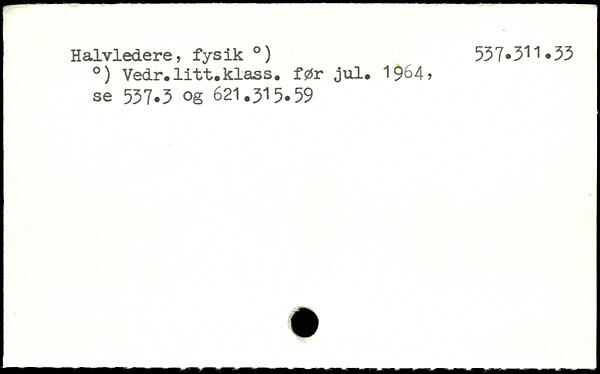 Halvledere, fysik °) 537.311.33
°) Vedr.litt.klass. før jul. 1964,
se 537.3 og 621.315.59